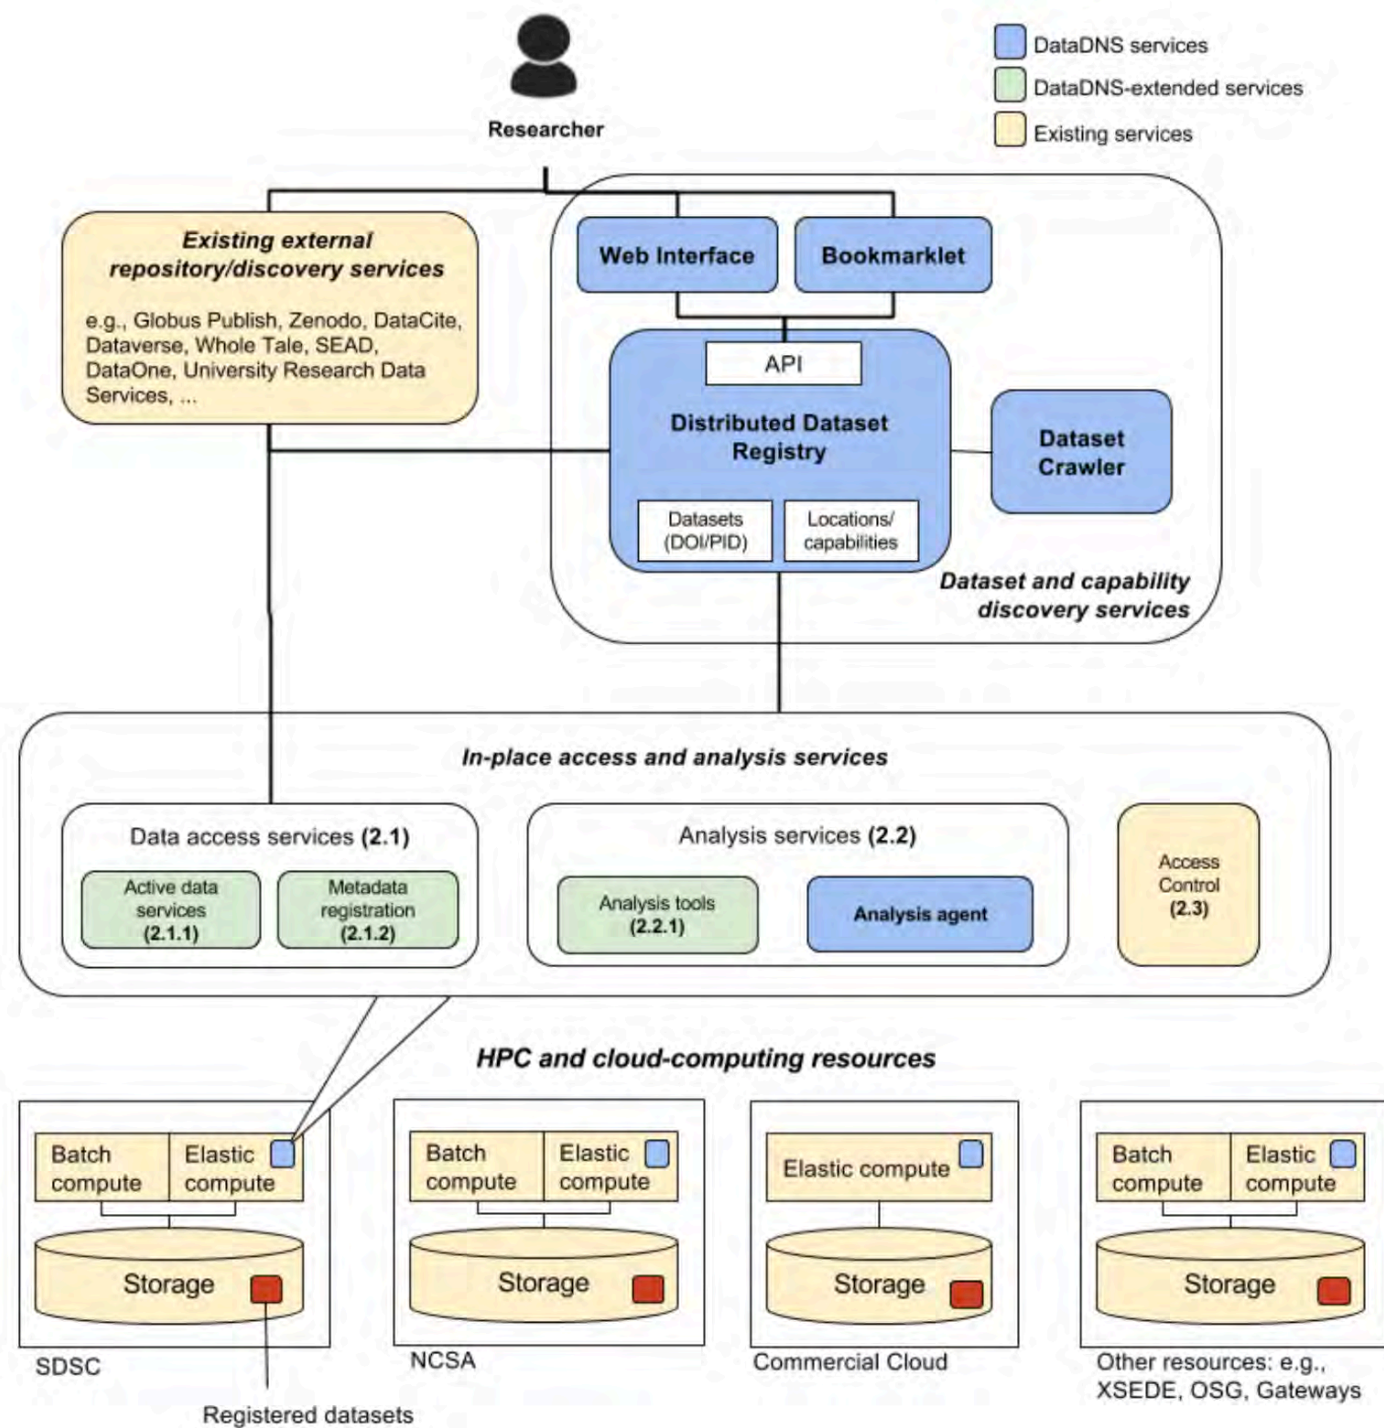 DataDNS services
DataDNS-extended services
Existing services
Researcher
Existing external
repository/discovery services
e.g., Globus Publish, Zenodo, DataCite,
Dataverse, Whole Tale, SEAD,
DataOne, University Research Data
Services, ...
Web Interface
Bookmarklet
API
Distributed Dataset
Registry
Datasets
(DOI/PID)
Locations/
capabilities
Dataset
Crawler
Dataset and capability
discovery services
In-place access and analysis services
Data access services (2.1)
Active data
services
(2.1.1)
Metadata
registration
(2.1.2)
Analysis services (2.2)
Analysis tools
(2.2.1)
Analysis agent
Access
Control
(2.3)
HPC and cloud-computing resources
Batch
compute
Elastic
compute
Storage
SDSC
Registered datasets
Batch
compute
Elastic
compute
Storage
NCSA
Elastic compute
Storage
Commercial Cloud
Batch
compute
Elastic
compute
Storage
Other resources: e.g.,
XSEDE, OSG, Gateways